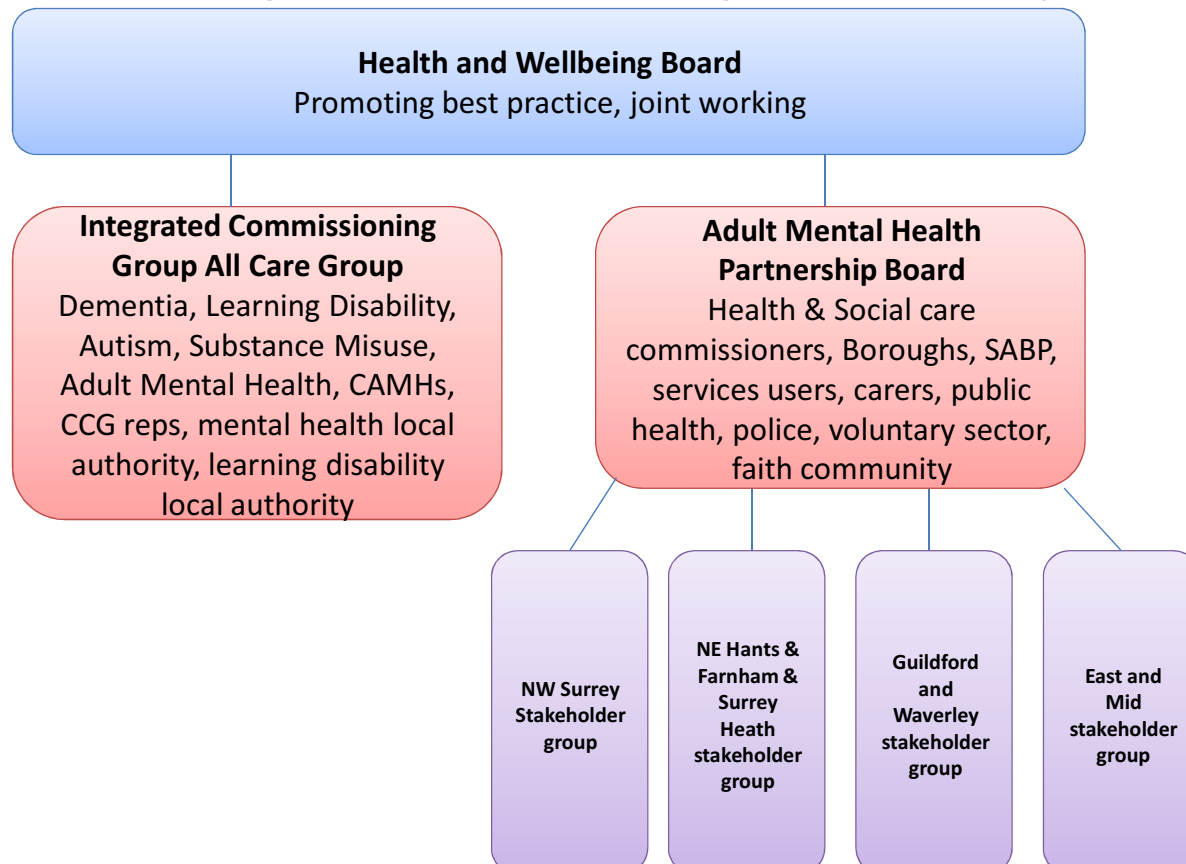 Health and Wellbeing Board
Promoting best practice, joint working
Integrated Commissioning
Group All Care Group
Dementia, Learning Disability,
Autism, Substance Misuse,
Adult Mental Health, CAMHs,
CCG reps, mental health local
authority, learning disability
local authority
Adult Mental Health
Partnership Board
Health & Social care
commissioners, Boroughs, SABP,
services users, carers, public
health, police, voluntary sector,
faith community
NW Surrey
Stakeholder
group
NE Hants &
Farnham &
Surrey
Heath
stakeholder
group
Guildford
and
Waverley
stakeholder
group
East and
Mid
stakeholder
group